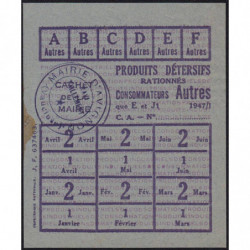 A B C D E F
Autres Autres Autres Autres Autres Autres
PRODUITS DÉTERSIFS
RATIONNÉS
CONSOMMATEURS Autres
que E et J1 1947/1
C. A. - N°
MAIRIE
CACHET
DE LA
MAIRIE
Avril 2 Avril Mai 2 Mai Juin 2 Juin
1 1 1
Avril Mai Juin
Janv. 2 Janv. Févr. 2 Févr. Mars 2 Mars
1 1 1
Janvier Février Mars